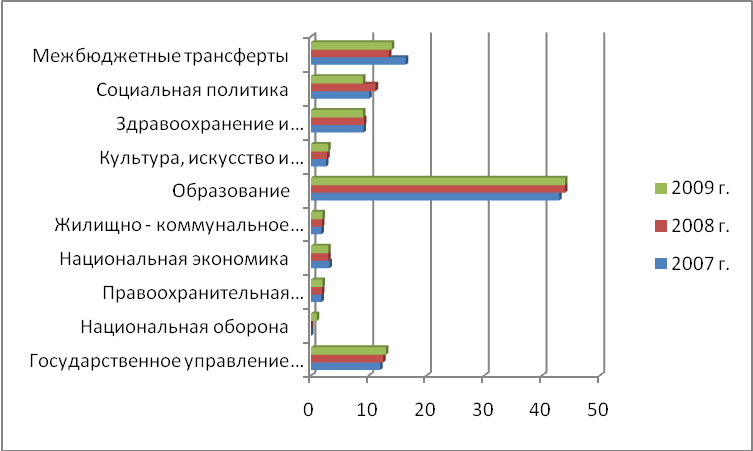 Межбюджетные трансферты
Социальная политика
Здравоохранение и...
Культура, искусство и...
Образование
Жилищно - коммунальное...
Национальная экономика
Правоохранительная...
Национальная оборона
Государственное управление...
2009 г.
2008 г.
2007 г.
0 10 20 30 40 50